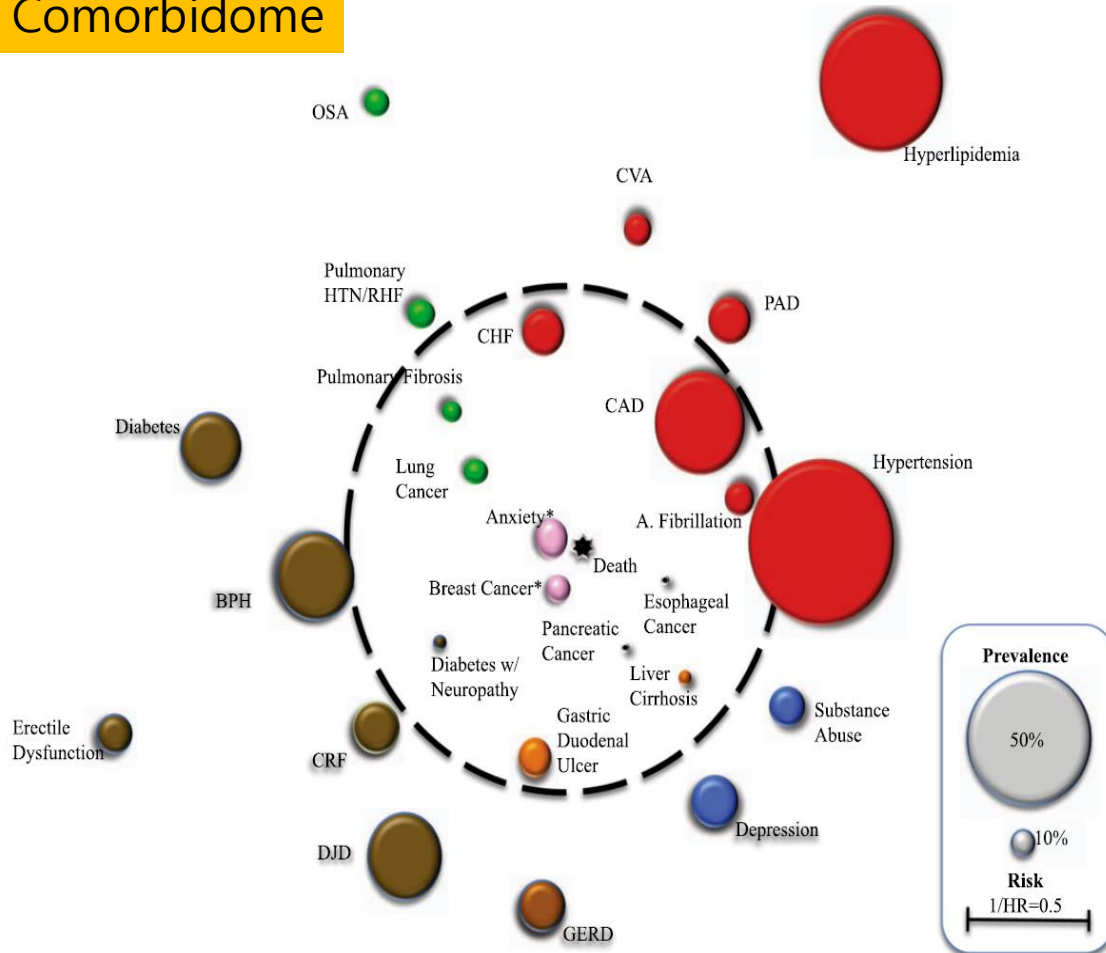 Comorbidome
OSA
Hyperlipidemia
CVA
Pulmonary
HTN/RHF
PAD
CHF
Pulmonary Fibrosis
CAD
Diabetes
Lung
Cancer
Hypertension
Anxiety*
A. Fibrillation
Death
Breast Cancer*
BPH
Esophageal
Cancer
Pancreatic
Cancer
Diabetes w/
Neuropathy
Liver
Cirrhosis
Prevalence
50%
10%
Risk
1/HR=0.5
Substance
Abuse
Gastric
Duodenal
Ulcer
Erectile
Dysfunction
CRF
Depression
DJD
GERD